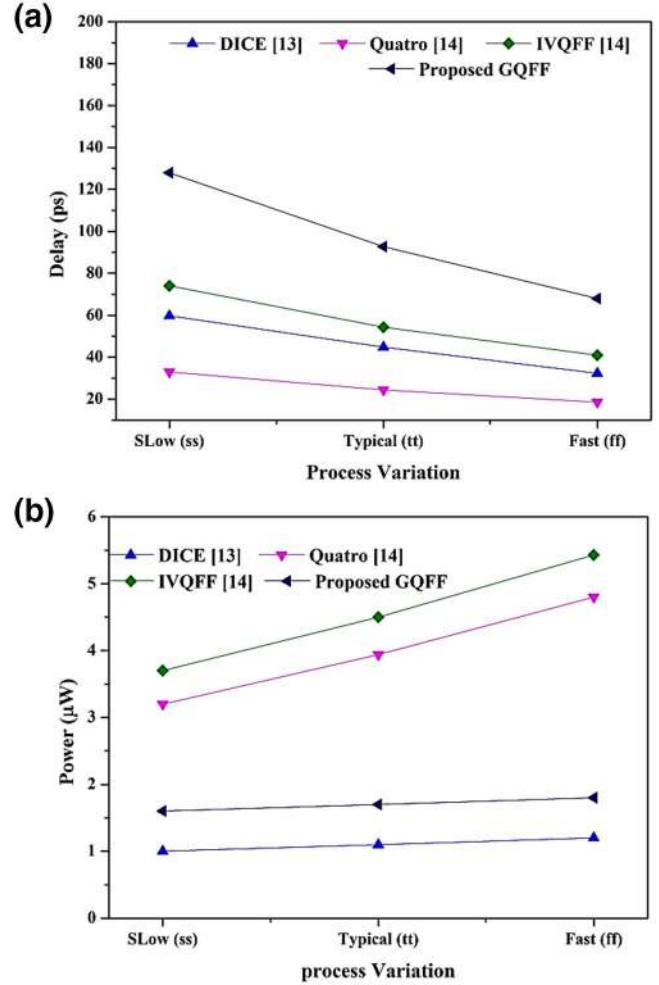 (a)
200
180
160
140
120
100
80
60
40
20
Delay (ps)
DICE [13] Quatro [14] IVQFF [14]
Proposed GQFF
SLow (ss) Typical (tt) Fast (ff)
Process Variation
(b)
6
5
4
3
2
1
0
Power (μW)
DICE [13] Quatro [14]
IVQFF [14] Proposed GQFF
SLow (ss) Typical (tt) Fast (ff)
process Variation